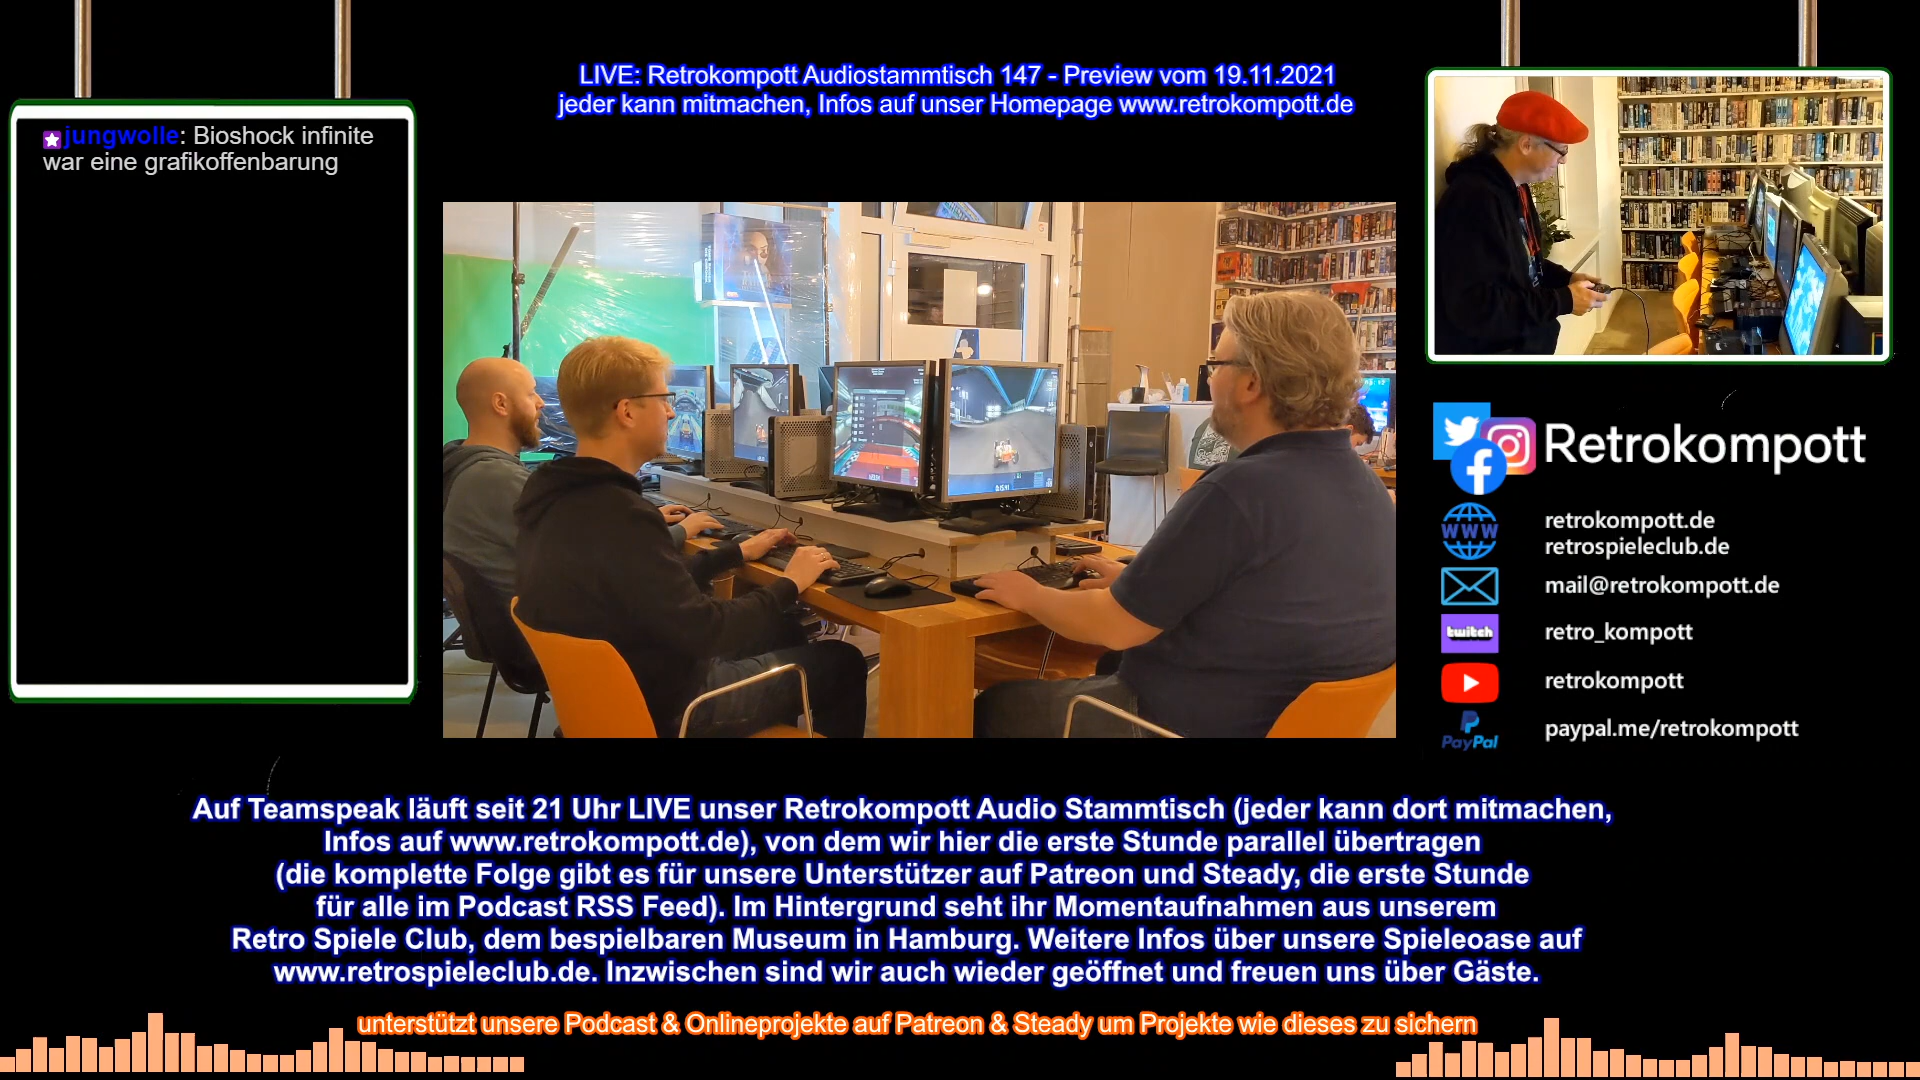 LIVE: Retrokompott Audiostammtisch 147 - Preview vom 19.11.2021
jeder kann mitmachen, Infos auf unser Homepage www.retrokompott.de
jungwolle: Bioshock infinite
war eine grafikoffenbarung
Retrokompott
www
retrokompott.de
retrospieleclub.de
mail@retrokompott.de
twitch
retro_kompott
retrokompott
PayPal
paypal.me/retrokompott
Auf Teamspeak läuft seit 21 Uhr LIVE unser Retrokompott Audio Stammtisch (jeder kann dort mitmachen,
Infos auf www.retrokompott.de), von dem wir hier die erste Stunde parallel übertragen
(die komplette Folge gibt es für unsere Unterstützer auf Patreon und Steady, die erste Stunde
für alle im Podcast RSS Feed). Im Hintergrund seht ihr Momentaufnahmen aus unserem
Retro Spiele Club, dem bespielbaren Museum in Hamburg. Weitere Infos über unsere Spieleoase auf
www.retrospieleclub.de. Inzwischen sind wir auch wieder geöffnet und freuen uns über Gäste.
unterstützt unsere Podcast & Onlineprojekte auf Patreon & Steady um Projekte wie dieses zu sichern